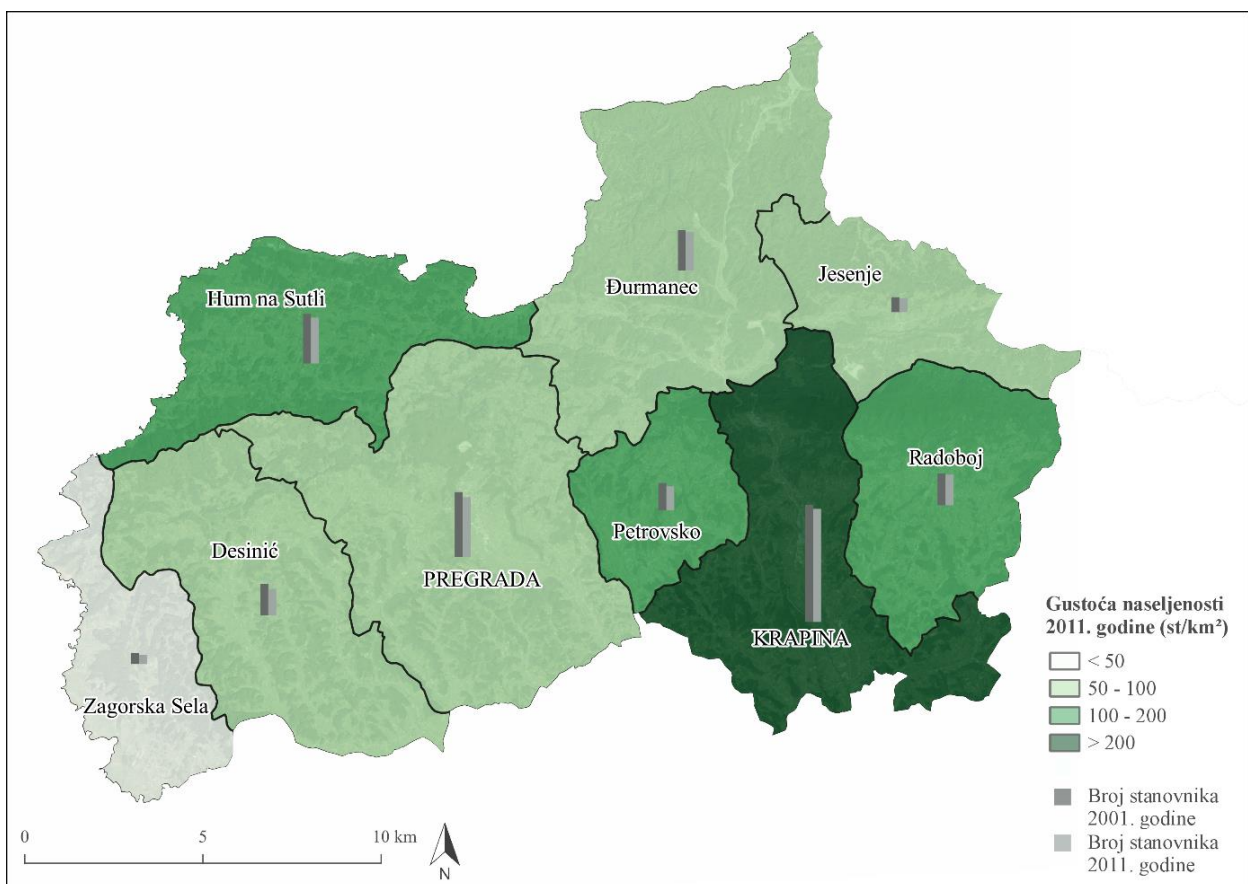 Hum na Sutli
Đurmanec
Jesenje
Radoboj
Petrovsko
Desinić
PREGRADA
KRAPINA
Zagorska Sela
Gustoća naseljenosti
2011. godine (st/km²)
< 50
50 - 100
100 - 200
> 200
Broj stanovnika
2001. godine
Broj stanovnika
2011. godine
0 5 10 km
N